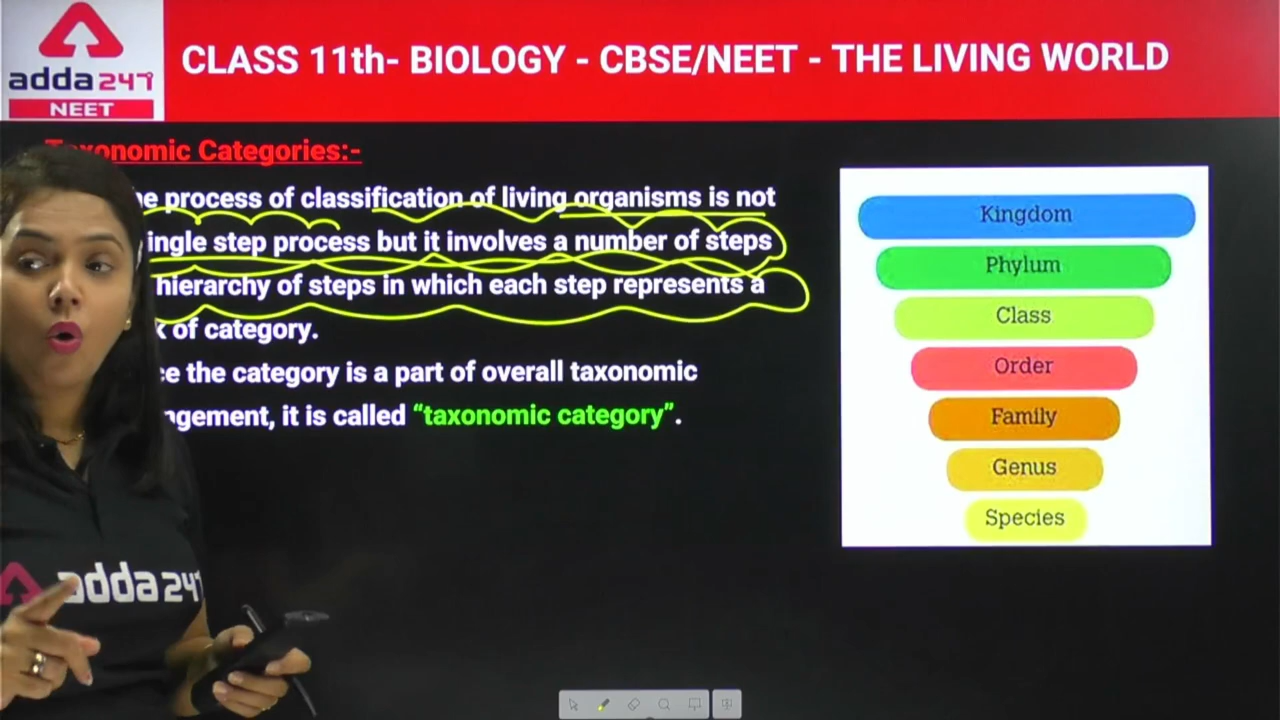 adda247
NEET
CLASS 11th- BIOLOGY - CBSE/NEET - THE LIVING WORLD
Taxonomic Categories:-
process of classification of living organisms is not
step process but it involves a number of steps
hierarchy of steps in which each step represents a
of category.
the category is a part of overall taxonomic
it is called “taxonomic category”.
Kingdom
Phylum
Class
Order
Family
Genus
Species
adda247